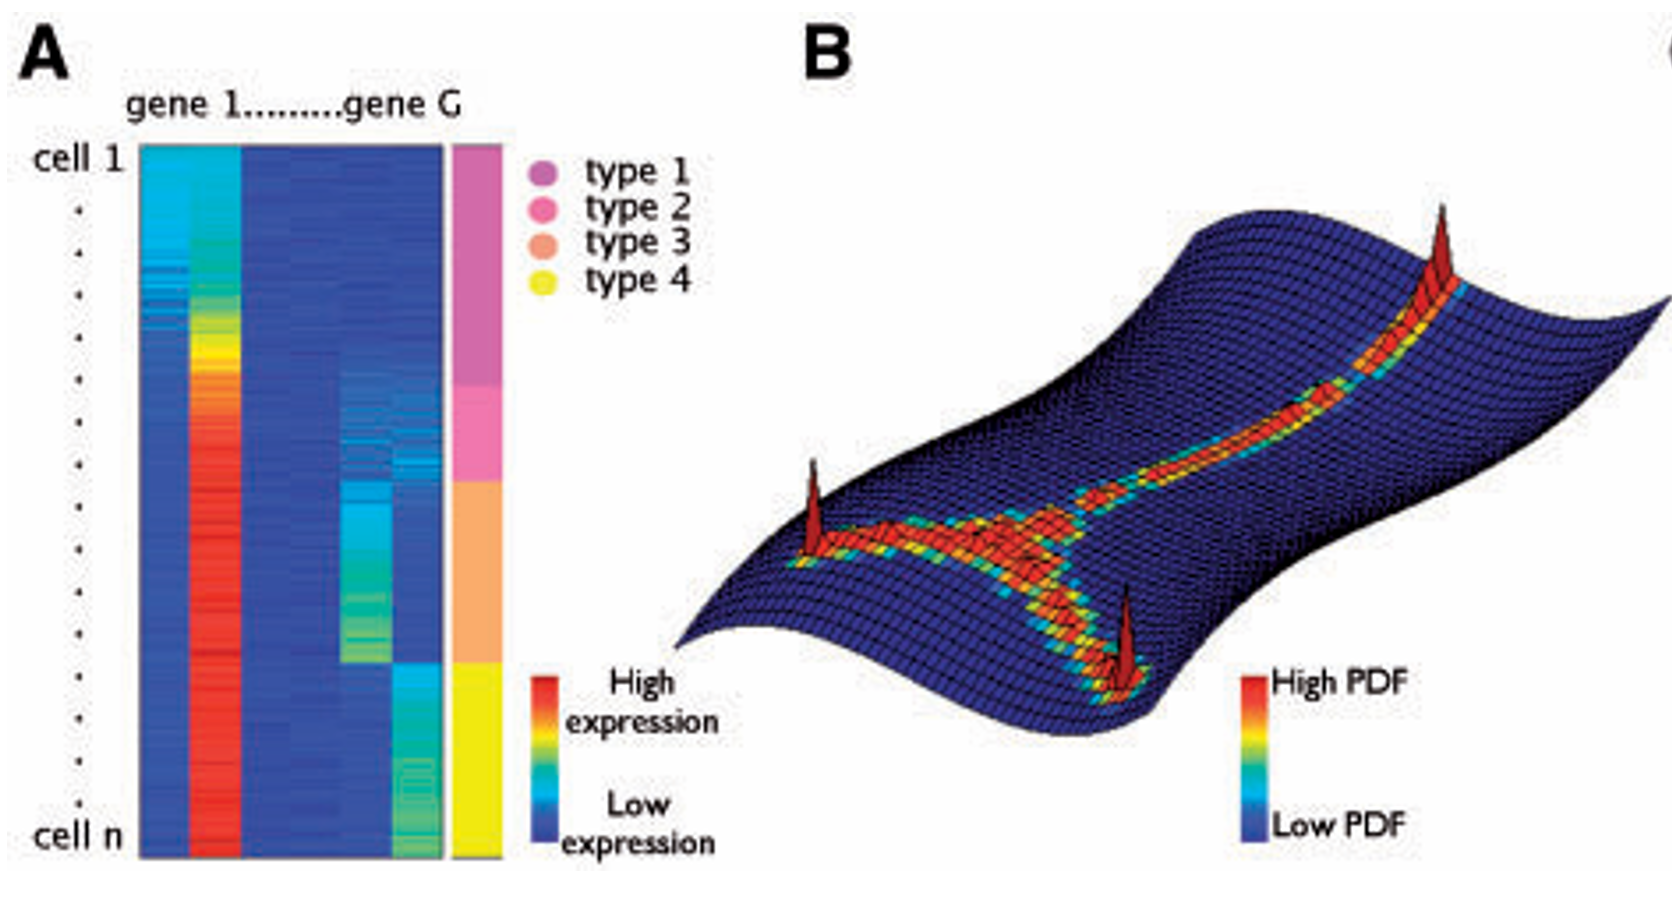 A
gene 1.........gene G
cell 1
cell n
type 1
type 2
type 3
type 4
High
expression
Low
expression
B
High PDF
Low PDF